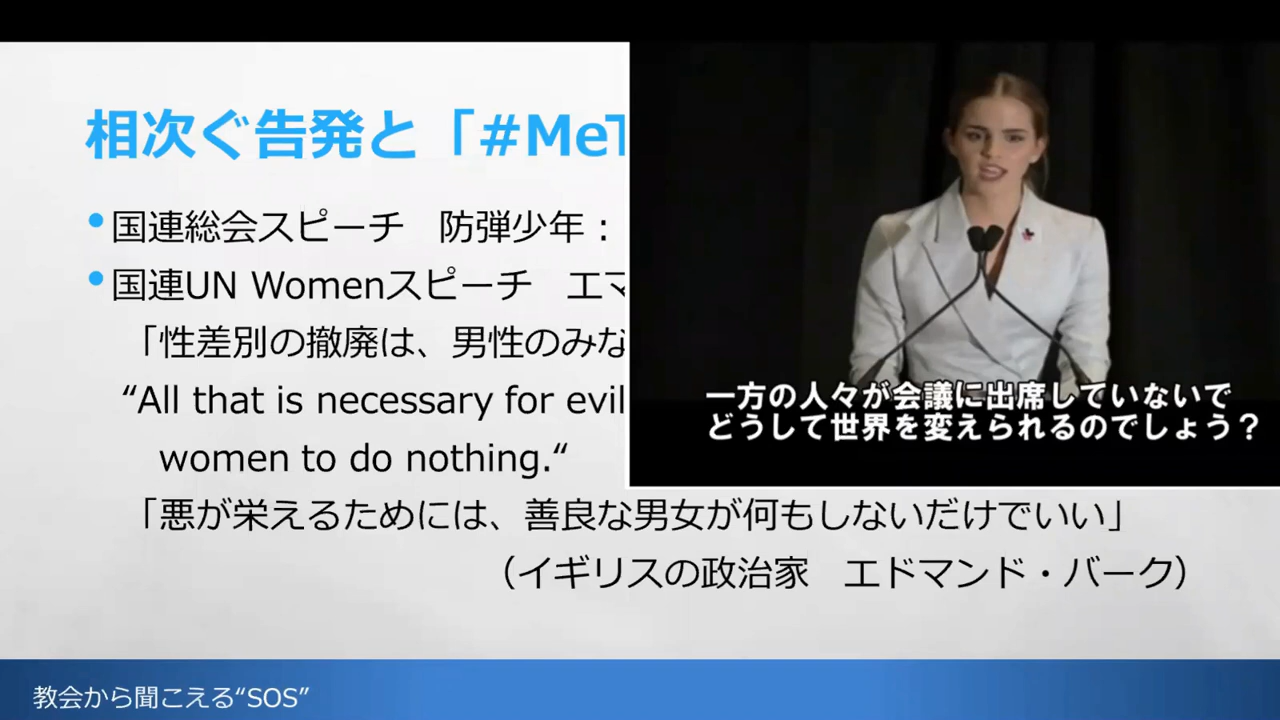 相次ぐ告発と「#MeT
•国連総会スピーチ　防弾少年：
•国連UN Womenスピーチ　エマ
「性差別の撤廃は、男性のみな
“All that is necessary for evil
women to do nothing.“
「悪が栄えるためには、善良な男女が何もしないだけでいい」
（イギリスの政治家　エドマンド・バーク）
一方の人々が会議に出席していないで
どうして世界を変えられるのでしょう？
教会から聞こえる“SOS”